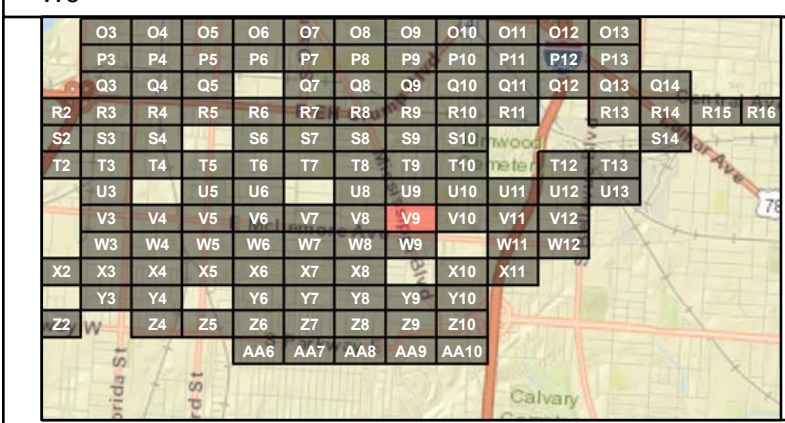 O3 O4 O5 O6 O7 O8 O9 O10 O11 O12 O13
P3 P4 P5 P6 P7 P8 P9 P10 P11 P12 P13
Q3 Q4 Q5 Q7 Q8 Q9 Q10 Q11 Q12 Q13 Q14
R2 R3 R4 R5 R6 R7 R8 R9 R10 R11 R13 R14 R15 R16
S2 S3 S4 S6 S7 S8 S9 S10 S14
T2 T3 T4 T5 T6 T7 T8 T9 T10 T12 T13
U3 U5 U6 U8 U9 U10 U11 U12 U13
78
V3 V4 V5 V6 V7 V8 V9 V10 V11 V12
E McLemore Ave
W3 W4 W5 W6 W7 W8 W9 W11 W12
X2 X3 X4 X5 X6 X7 X8 X10 X11
Y3 Y4 Y6 Y7 Y8 Y9 Y10
Z2 Z4 Z5 Z6 Z7 Z8 Z9 Z10
AA6 AA7 AA8 AA9 AA10
Calvary